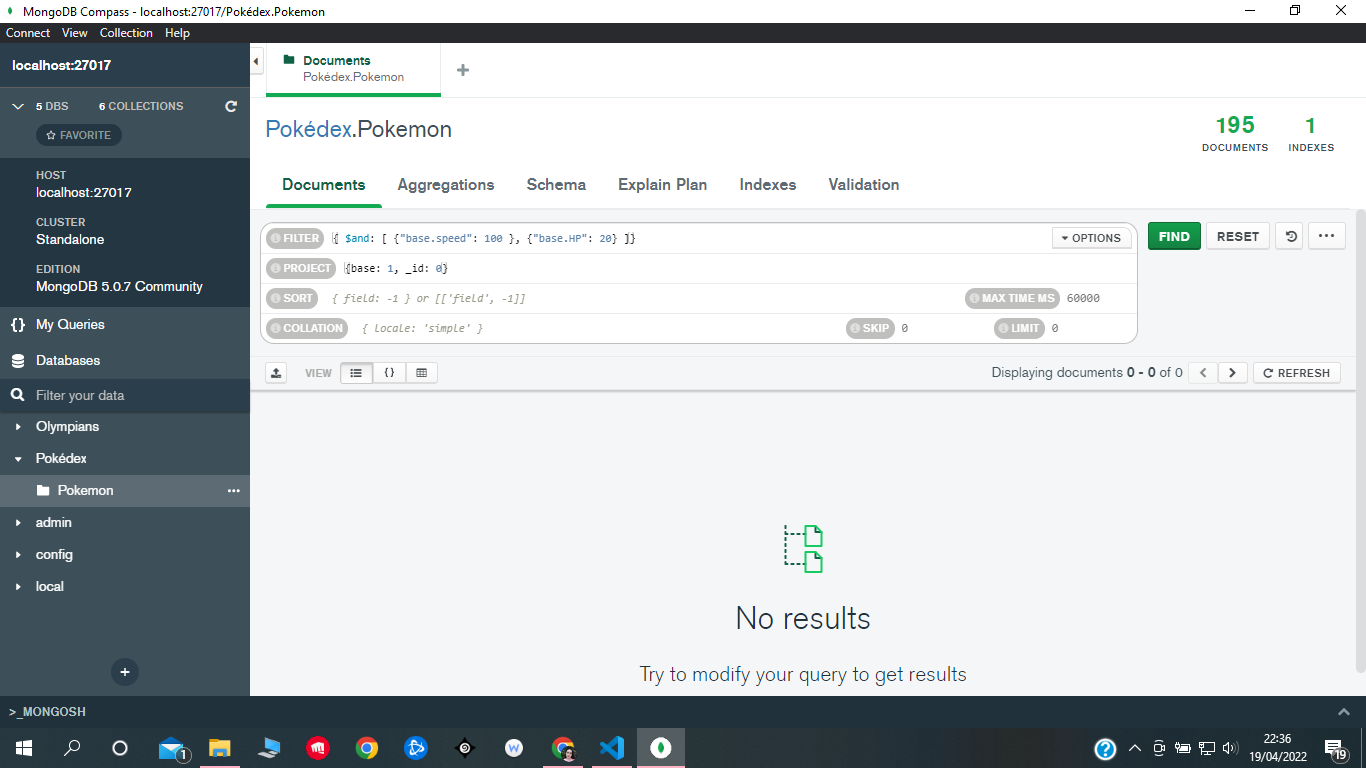 MongoDB Compass - localhost:27017/Pokédex.Pokemon
Connect View Collection Help
localhost:27017
5 DBS 6 COLLECTIONS
FAVORITE
HOST
localhost:27017
CLUSTER
Standalone
EDITION
MongoDB 5.0.7 Community
{} My Queries
Databases
Filter your data
Olympians
Pokédex
Pokemon
admin
config
local
Documents
Pokédex.Pokemon
Pokédex.Pokemon
195
DOCUMENTS
1
INDEXES
Documents Aggregations Schema Explain Plan Indexes Validation
FILTER { $and: [ {"base.speed": 100 }, {"base.HP": 20} ]} OPTIONS FIND RESET
PROJECT {base: 1, _id: 0}
SORT { field: -1 } or [['field', -1]] MAX TIME MS 60000
COLLATION { locale: 'simple' } SKIP 0 LIMIT 0
VIEW {} Displaying documents 0 - 0 of 0 REFRESH
No results
Try to modify your query to get results
>_MONGOSH
1
W
22:36
19/04/2022
19